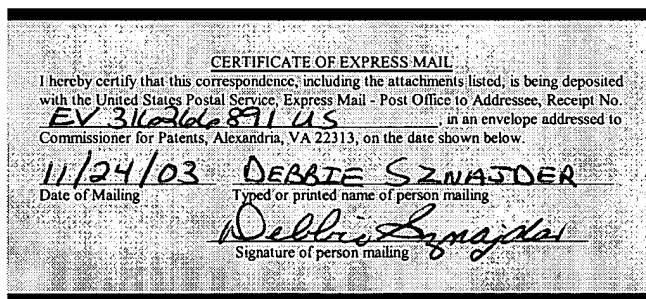 CERTIFICATE OF EXPRESS MAIL
I hereby certify that this correspondence, including the attachments listed, is being deposited
with the United States Postal Service, Express Mail - Post Office to Addressee, Receipt No.
EV 316266891 US, in an envelope addressed to
Commissioner for Patents, Alexandria, VA 22313, on the date shown below.
11/24/03 DEBBIE SZNAJDER
Date of Mailing Typed or printed name of person mailing
Debbie Sznajder
Signature of person mailing